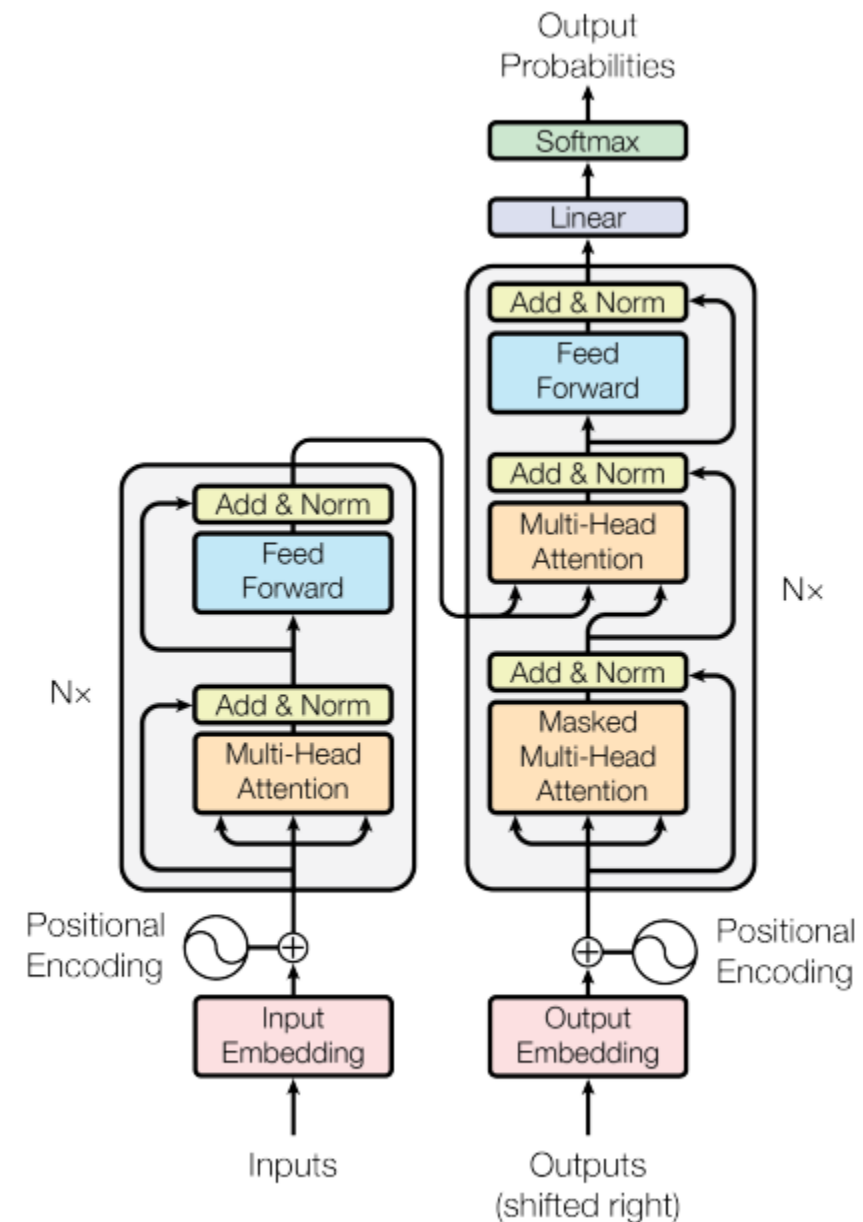 Output
Probabilities
Softmax
Linear
Add & Norm
Feed
Forward
Add & Norm
Multi-Head
Attention
Add & Norm
Masked
Multi-Head
Attention
Nx
Add & Norm
Feed
Forward
Add & Norm
Multi-Head
Attention
Nx
Positional
Encoding
Positional
Encoding
Input
Embedding
Output
Embedding
Inputs
Outputs
(shifted right)